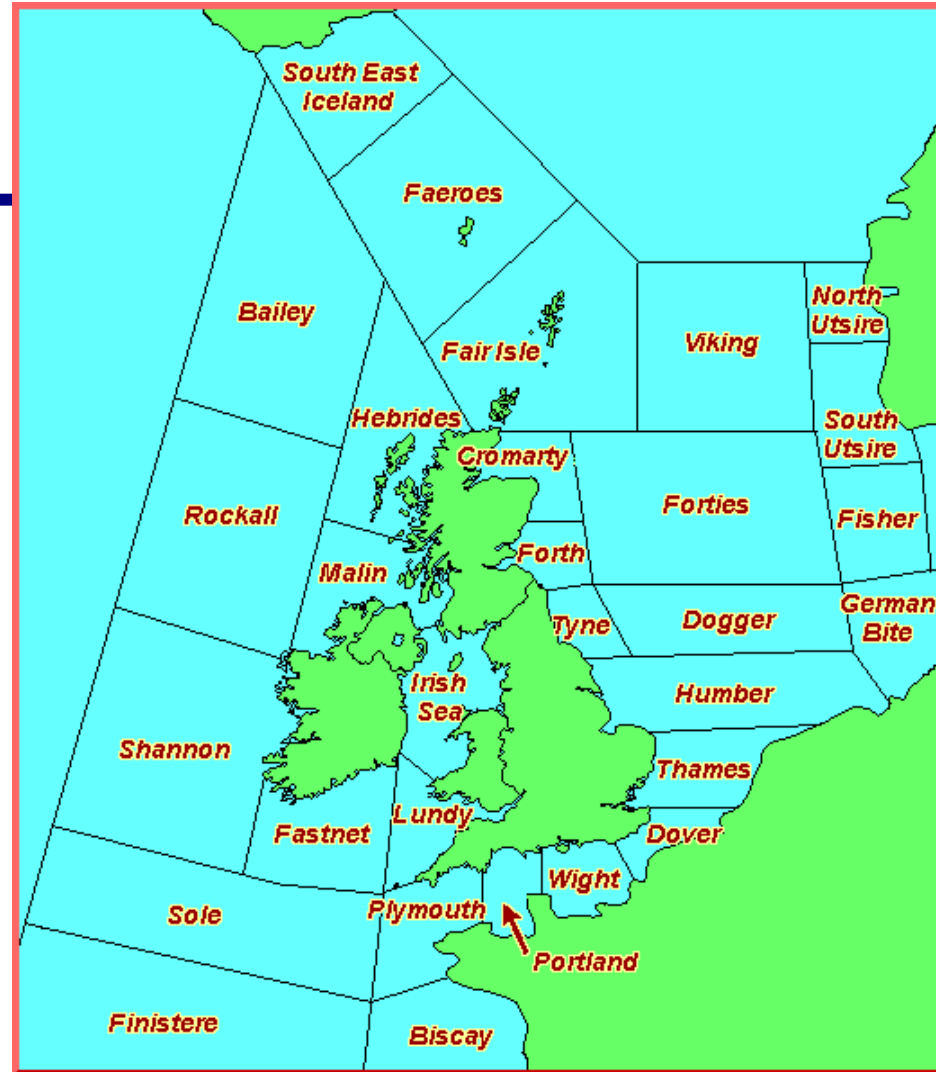 South East
Iceland
Faeroes
Bailey
Fair Isle
Viking
North
Utsire
Hebrides
South
Utsire
Cromarty
Rockall
Forties
Fisher
Malin
Forth
Tyne
Dogger
German
Bite
Irish
Sea
Humber
Shannon
Thames
Fastnet
Lundy
Dover
Wight
Sole
Plymouth
Portland
Finistere
Biscay